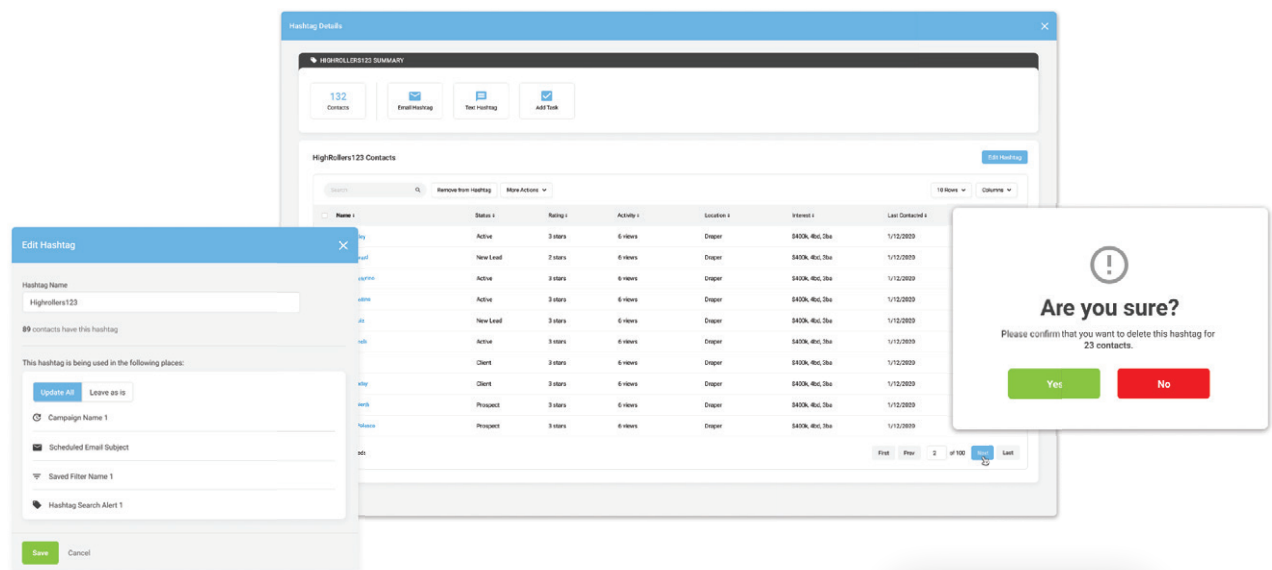 Hashtag Details
HIGHROLLERS123 SUMMARY
132
Contacts
Email Hashtag
Text Hashtag
Add Task
HighRollers123 Contacts
Edit Hashtag
Search
Remove from Hashtag
More Actions
10 Rows
Columns
Name Status Rating Activity Location Interest Last Contacted
Active 3 stars 6 views Draper $400k, 4bd, 3ba 1/12/2020
New Lead 2 stars 6 views Draper $400k, 4bd, 3ba 1/12/2020
Active 3 stars 6 views Draper $400k, 4bd, 3ba 1/12/2020
Active 3 stars 6 views Draper $400k, 4bd, 3ba 1/12/2020
New Lead 3 stars 6 views Draper $400k, 4bd, 3ba 1/12/2020
Active 3 stars 6 views Draper $400k, 4bd, 3ba 1/12/2020
Client 3 stars 6 views Draper $400k, 4bd, 3ba 1/12/2020
Client 3 stars 6 views Draper $400k, 4bd, 3ba 1/12/2020
Prospect 3 stars 6 views Draper $400k, 4bd, 3ba 1/12/2020
Prospect 3 stars 6 views Draper $400k, 4bd, 3ba 1/12/2020
First Prev 2 of 100 Next Last
Edit Hashtag
Hashtag Name
Highrollers123
89 contacts have this hashtag
This hashtag is being used in the following places:
Update All Leave as is
Campaign Name 1
Scheduled Email Subject
Saved Filter Name 1
Hashtag Search Alert 1
Save Cancel
Are you sure?
Please confirm that you want to delete this hashtag for
23 contacts.
Yes No